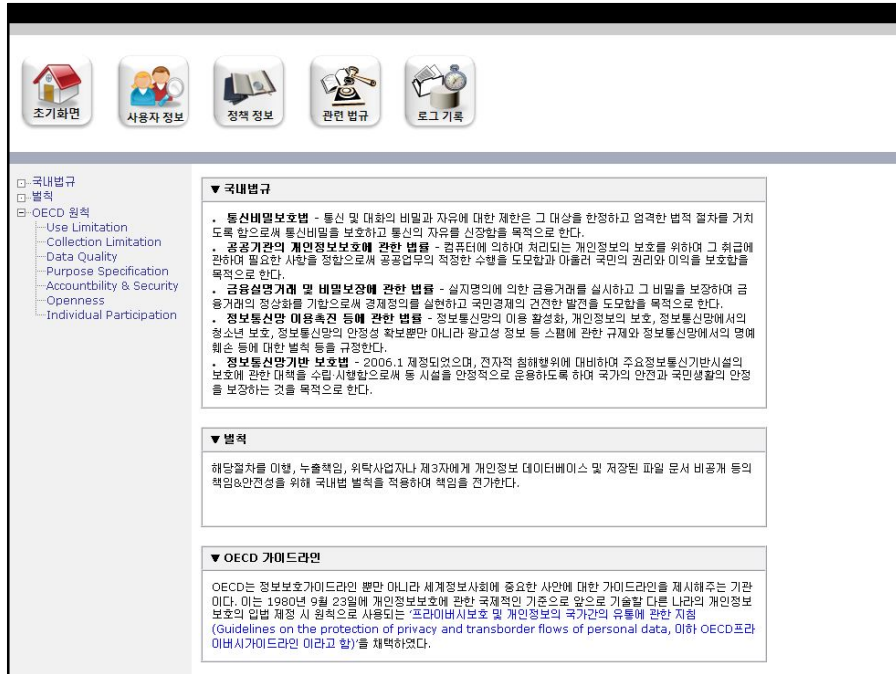 초기화면
사용자 정보
정책 정보
관련 법규
로그 기록
국내법규
벌칙
OECD 원칙
Use Limitation
Collection Limitation
Data Quality
Purpose Specification
Accountbility & Security
Openness
Individual Participation
▼ 국내법규
. 통신비밀보호법 - 통신 및 대화의 비밀과 자유에 대한 제한은 그 대상을 한정하고 엄격한 법적 절차를 거치
도록 함으로써 통신비밀을 보호하고 통신의 자유를 신장함을 목적으로 한다.
. 공공기관의 개인정보보호에 관한 법률 - 컴퓨터에 의하여 처리되는 개인정보의 보호를 위하여 그 취급에
관하여 필요한 사항을 정함으로써 공공업무의 적정한 수행을 도모함과 아울러 국민의 권리와 이익을 보호함을
목적으로 한다.
. 금융실명거래 및 비밀보장에 관한 법률 - 실지명의에 의한 금융거래를 실시하고 그 비밀을 보장하여 금
융거래의 정상화를 기함으로써 경제정의를 실현하고 국민경제의 건전한 발전을 도모함을 목적으로 한다.
. 정보통신망 이용촉진 등에 관한 법률 - 정보통신망의 이용 활성화, 개인정보의 보호, 정보통신망에서의
청소년 보호, 정보통신망의 안정성 확보뿐만 아니라 광고성 정보 등 스팸에 관한 규제와 정보통신망에서의 명예
훼손 등에 대한 벌칙 등을 규정한다.
. 정보통신망기반 보호법 - 2006.1 제정되었으며, 전자적 침해행위에 대비하여 주요정보통신기반시설의
보호에 관한 대책을 수립·시행함으로써 동 시설을 안정적으로 운용하도록 하여 국가의 안전과 국민생활의 안정
을 보장하는 것을 목적으로 한다.
▼ 벌칙
해당절차를 이행, 누출책임, 위탁사업자나 제3자에게 개인정보 데이터베이스 및 저장된 파일 문서 비공개 등의
책임&안전성을 위해 국내법 벌칙을 적용하여 책임을 전가한다.
▼ OECD 가이드라인
OECD는 정보보호가이드라인 뿐만 아니라 세계정보사회에 중요한 사안에 대한 가이드라인을 제시해주는 기관
이다. 이는 1980년 9월 23일에 개인정보보호에 관한 국제적인 기준으로 앞으로 기술할 다른 나라의 개인정보
보호의 입법 제정 시 원칙으로 사용되는 '프라이버시보호 및 개인정보의 국가간의 유통에 관한 지침
(Guidelines on the protection of privacy and transborder flows of personal data, 이하 OECD프라
이버시가이드라인 이라고 함)'을 채택하였다.